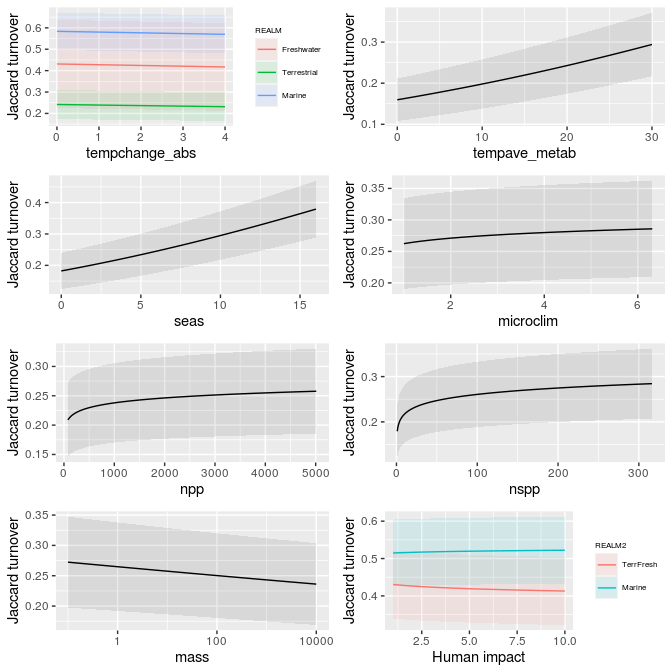 Jaccard turnover
0.6
0.5
0.4
0.3
0.2
0 1 2 3 4
tempchange_abs
REALM
Freshwater
Terrestrial
Marine
Jaccard turnover
0.3
0.2
0.1
0 10 20 30
tempave_metab
Jaccard turnover
0.4
0.3
0.2
0 5 10 15
seas
Jaccard turnover
0.35
0.30
0.25
0.20
2 4 6
microclim
Jaccard turnover
0.30
0.25
0.20
0.15
0 1000 2000 3000 4000 5000
npp
Jaccard turnover
0.3
0.2
0 100 200 300
nspp
Jaccard turnover
0.35
0.30
0.25
0.20
1 100 10000
mass
Jaccard turnover
0.6
0.5
0.4
2.5 5.0 7.5 10.0
Human impact
REALM2
TerrFresh
Marine